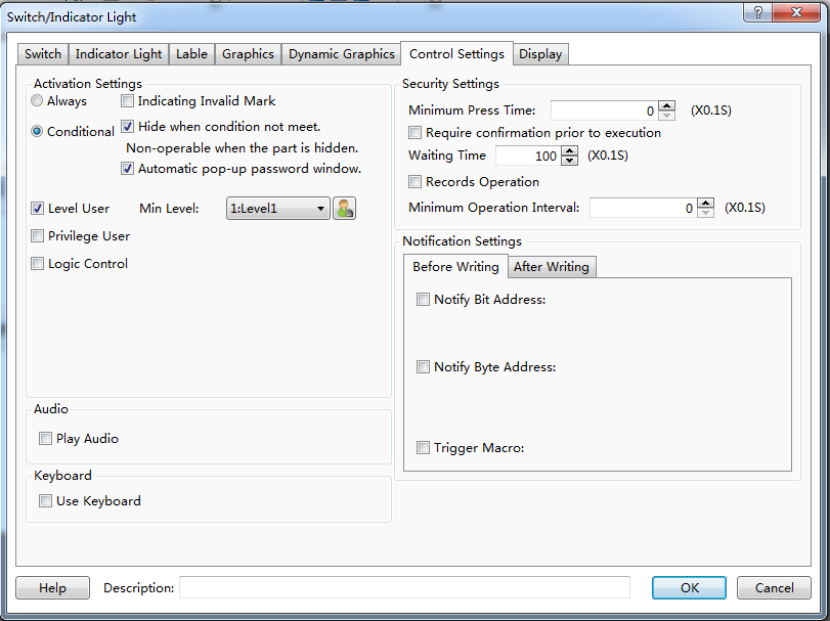 Switch/Indicator Light
?
Switch Indicator Light Lable Graphics Dynamic Graphics Control Settings Display
Activation Settings
Always
Indicating Invalid Mark
Conditional
Hide when condition not meet.
Non-operable when the part is hidden.
Automatic pop-up password window.
Level User Min Level: 1:Level1
Privilege User
Logic Control
Audio
Play Audio
Keyboard
Use Keyboard
Security Settings
Minimum Press Time: 0 (X0.1S)
Require confirmation prior to execution
Waiting Time 100 (X0.1S)
Records Operation
Minimum Operation Interval: 0 (X0.1S)
Notification Settings
Before Writing After Writing
Notify Bit Address:
Notify Byte Address:
Trigger Macro:
Help Description: OK Cancel